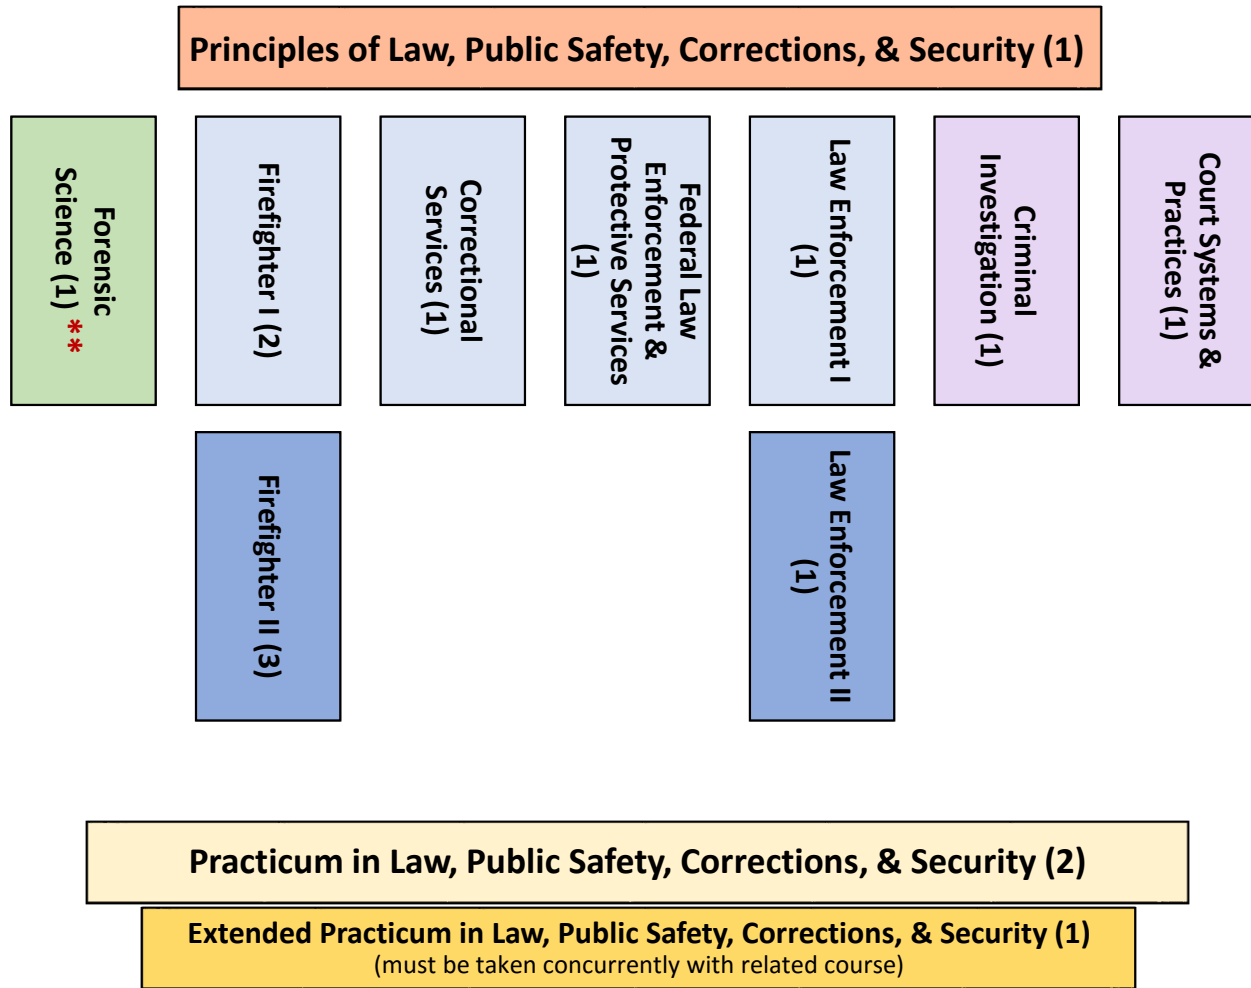 Principles of Law, Public Safety, Corrections, & Security (1)
Forensic
Science (1) **
Firefighter I (2)
Correctional
Services (1)
Federal Law
Enforcement &
Protective Services
(1)
Law Enforcement I
(1)
Criminal
Investigation (1)
Court Systems &
Practices (1)
Firefighter II (3)
Law Enforcement II
(1)
Practicum in Law, Public Safety, Corrections, & Security (2)
Extended Practicum in Law, Public Safety, Corrections, & Security (1)
(must be taken concurrently with related course)